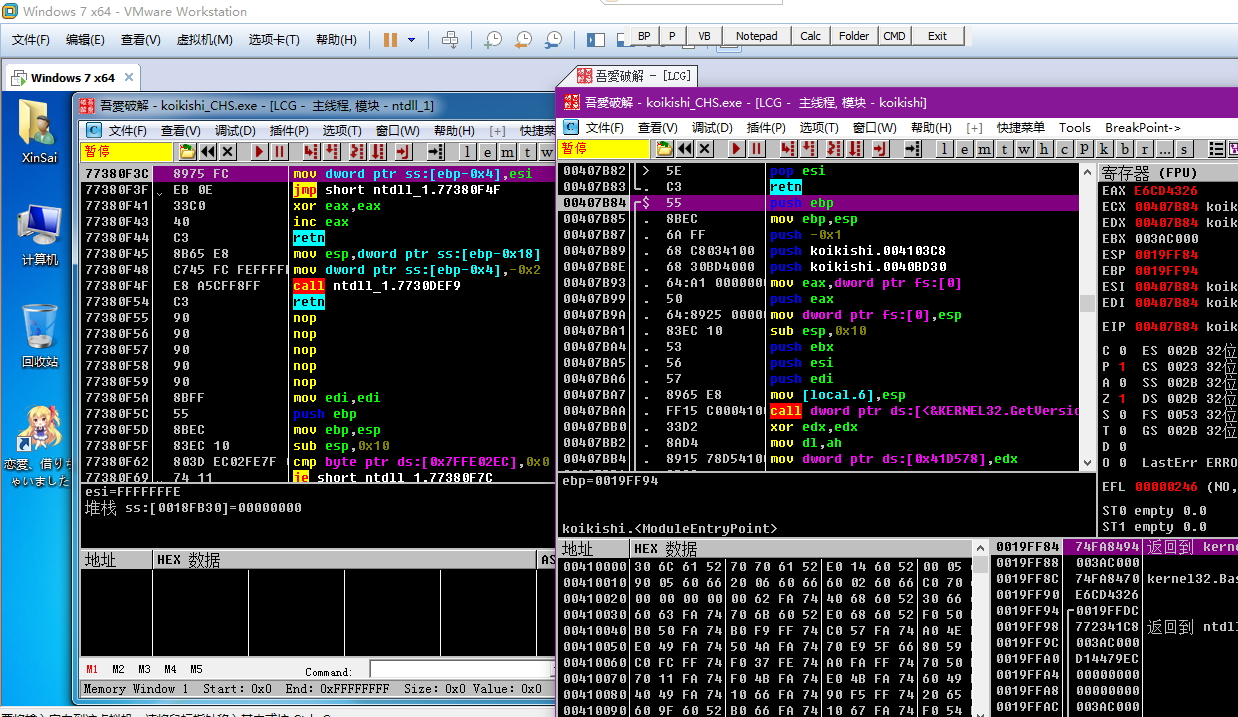 Windows 7 x64 - VMware Workstation
文件(F) 编辑(E) 查看(V) 虚拟机(M) 选项卡(T) 帮助(H)
BP P VB Notepad Calc Folder CMD Exit
Windows 7 x64
XinSai
计算机
回收站
恋愛、借りち
ゃいました
吾愛破解 - koikishi_CHS.exe - [LCG - 主线程, 模块 - ntdll_1]
文件(F) 查看(V) 调试(D) 插件(P) 选项(T) 窗口(W) 帮助(H) [+] 快捷菜
暂停
l e m t w
77380F3C 8975 FC mov dword ptr ss:[ebp-0x4],esi
77380F3F EB 0E jmp short ntdll_1.77380F4F
77380F41 33C0 xor eax,eax
77380F43 40 inc eax
77380F44 C3 retn
77380F45 8B65 E8 mov esp,dword ptr ss:[ebp-0x18]
77380F48 C745 FC FEFFFFF mov dword ptr ss:[ebp-0x4],-0x2
77380F4F E8 A5CFF8FF call ntdll_1.7730DEF9
77380F54 C3 retn
77380F55 90 nop
77380F56 90 nop
77380F57 90 nop
77380F58 90 nop
77380F59 90 nop
77380F5A 8BFF mov edi,edi
77380F5C 55 push ebp
77380F5D 8BEC mov ebp,esp
77380F5F 83EC 10 sub esp,0x10
77380F62 803D EC02FE7F cmp byte ptr ds:[0x7FFE02EC],0x0
77380F69 74 11 je short ntdll_1.77380F7C
esi=FFFFFFFE
堆栈 ss:[0018FB30]=00000000
地址 HEX 数据 AS
M1 M2 M3 M4 M5 Command:
Memory Window 1 Start: 0x0 End: 0xFFFFFFFF Size: 0x0 Value: 0x0
吾愛破解 - [LCG]
吾愛破解 - koikishi_CHS.exe - [LCG - 主线程, 模块 - koikishi]
文件(F) 查看(V) 调试(D) 插件(P) 选项(T) 窗口(W) 帮助(H) [+] 快捷菜单 Tools BreakPoint->
暂停
l e m t w h c p k b r ... s
00407B82 > 5E pop esi
00407B83 . C3 retn
00407B84 $ 55 push ebp
00407B85 . 8BEC mov ebp,esp
00407B87 . 6A FF push -0x1
00407B89 . 68 C8034100 push koikishi.004103C8
00407B8E . 68 30BD4000 push koikishi.0040BD30
00407B93 . 64:A1 000000 mov eax,dword ptr fs:[0]
00407B99 . 50 push eax
00407B9A . 64:8925 0000 mov dword ptr fs:[0],esp
00407BA1 . 83EC 10 sub esp,0x10
00407BA4 . 53 push ebx
00407BA5 . 56 push esi
00407BA6 . 57 push edi
00407BA7 . 8965 E8 mov [local.6],esp
00407BAA . FF15 C000410 call dword ptr ds:[<&KERNEL32.GetVersio
00407BB0 . 33D2 xor edx,edx
00407BB2 . 8AD4 mov dl,ah
00407BB4 . 8915 78D5410 mov dword ptr ds:[0x41D578],edx
ebp=0019FF94
koikishi.<ModuleEntryPoint>
寄存器 (FPU)
EAX E6CD4326
ECX 00407B84 koik
EDX 00407B84 koik
EBX 003AC000
ESP 0019FF84
EBP 0019FF94
ESI 00407B84 koik
EDI 00407B84 koik
EIP 00407B84 koik
C 0 ES 002B 32位
P 1 CS 0023 32位
A 0 SS 002B 32位
Z 1 DS 002B 32位
S 0 FS 0053 32位
T 0 GS 002B 32位
D 0
O 0 LastErr ERRO
EFL 00000246 (NO,
ST0 empty 0.0
ST1 empty 0.0
地址 HEX 数据
00410000 30 6C 61 52 70 70 61 52 E0 14 60 52 00 05
00410010 90 05 60 66 20 06 60 66 60 02 60 66 C0 70
00410020 00 00 00 00 00 62 FA 74 40 68 60 52 30 66
00410030 60 63 FA 74 70 6B 60 52 E0 68 60 52 F0 50
00410040 B0 50 FA 74 B0 F9 FF 74 C0 57 FA 74 A0 4E
00410050 E0 49 FA 74 50 4A FA 74 70 E9 5F 66 80 59
00410060 C0 FC FF 74 F0 37 FE 74 A0 FA FF 74 70 50
00410070 70 11 FA 74 F0 4B FA 74 E0 4B FA 74 60 49
00410080 40 49 FA 74 10 66 FA 74 90 F5 FF 74 20 65
00410090 60 9F 60 52 B0 66 FA 74 10 67 FA 74 F0 54
0019FF84 74FA8494 返回到 kerne
0019FF88 003AC000
0019FF8C 74FA8470 kernel32.Bas
0019FF90 E6CD4326
0019FF94 0019FFDC
0019FF98 772341C8 返回到 ntdl
0019FF9C 003AC000
0019FFA0 D14479EC
0019FFA4 00000000
0019FFA8 00000000
0019FFAC 003AC000